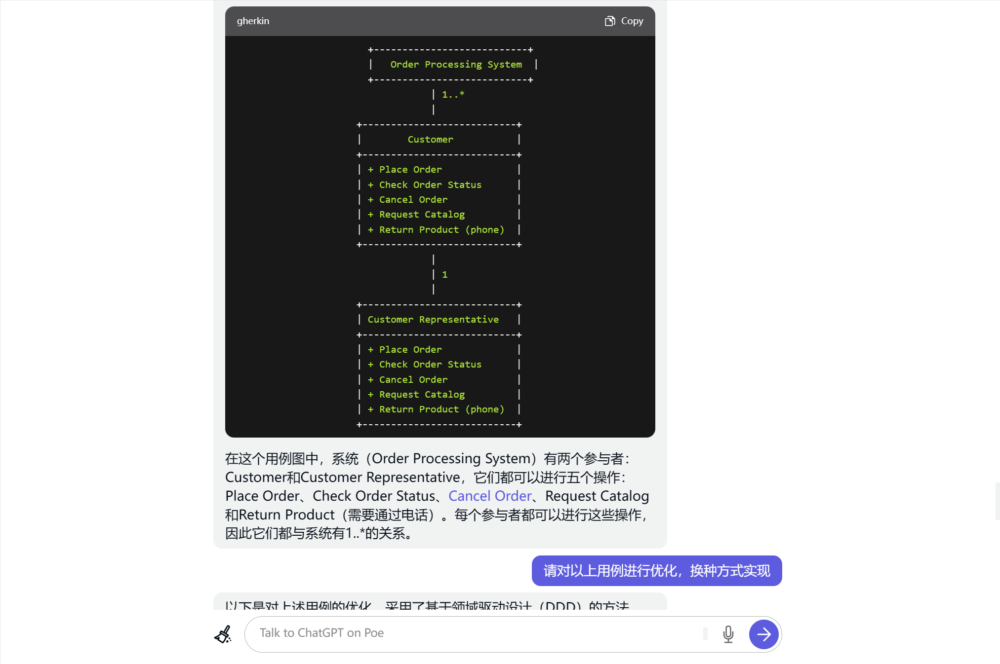 gherkin
Copy
+---------------------------+
|   Order Processing System  |
+---------------------------+
| 1..*
|
+---------------------------+
|        Customer           |
+---------------------------+
| + Place Order             |
| + Check Order Status      |
| + Cancel Order            |
| + Request Catalog         |
| + Return Product (phone)  |
+---------------------------+
|
| 1
|
+---------------------------+
| Customer Representative   |
+---------------------------+
| + Place Order             |
| + Check Order Status      |
| + Cancel Order            |
| + Request Catalog         |
| + Return Product (phone)  |
+---------------------------+
在这个用例图中，系统（Order Processing System）有两个参与者：
Customer和Customer Representative，它们都可以进行五个操作：
Place Order、Check Order Status、Cancel Order、Request Catalog
和Return Product（需要通过电话）。每个参与者都可以进行这些操作，
因此它们都与系统有1..*的关系。
请对以上用例进行优化，换种方式实现
以下是对上述用例的优化，采用了基于领域驱动设计（DDD）的方法
Talk to ChatGPT on Poe